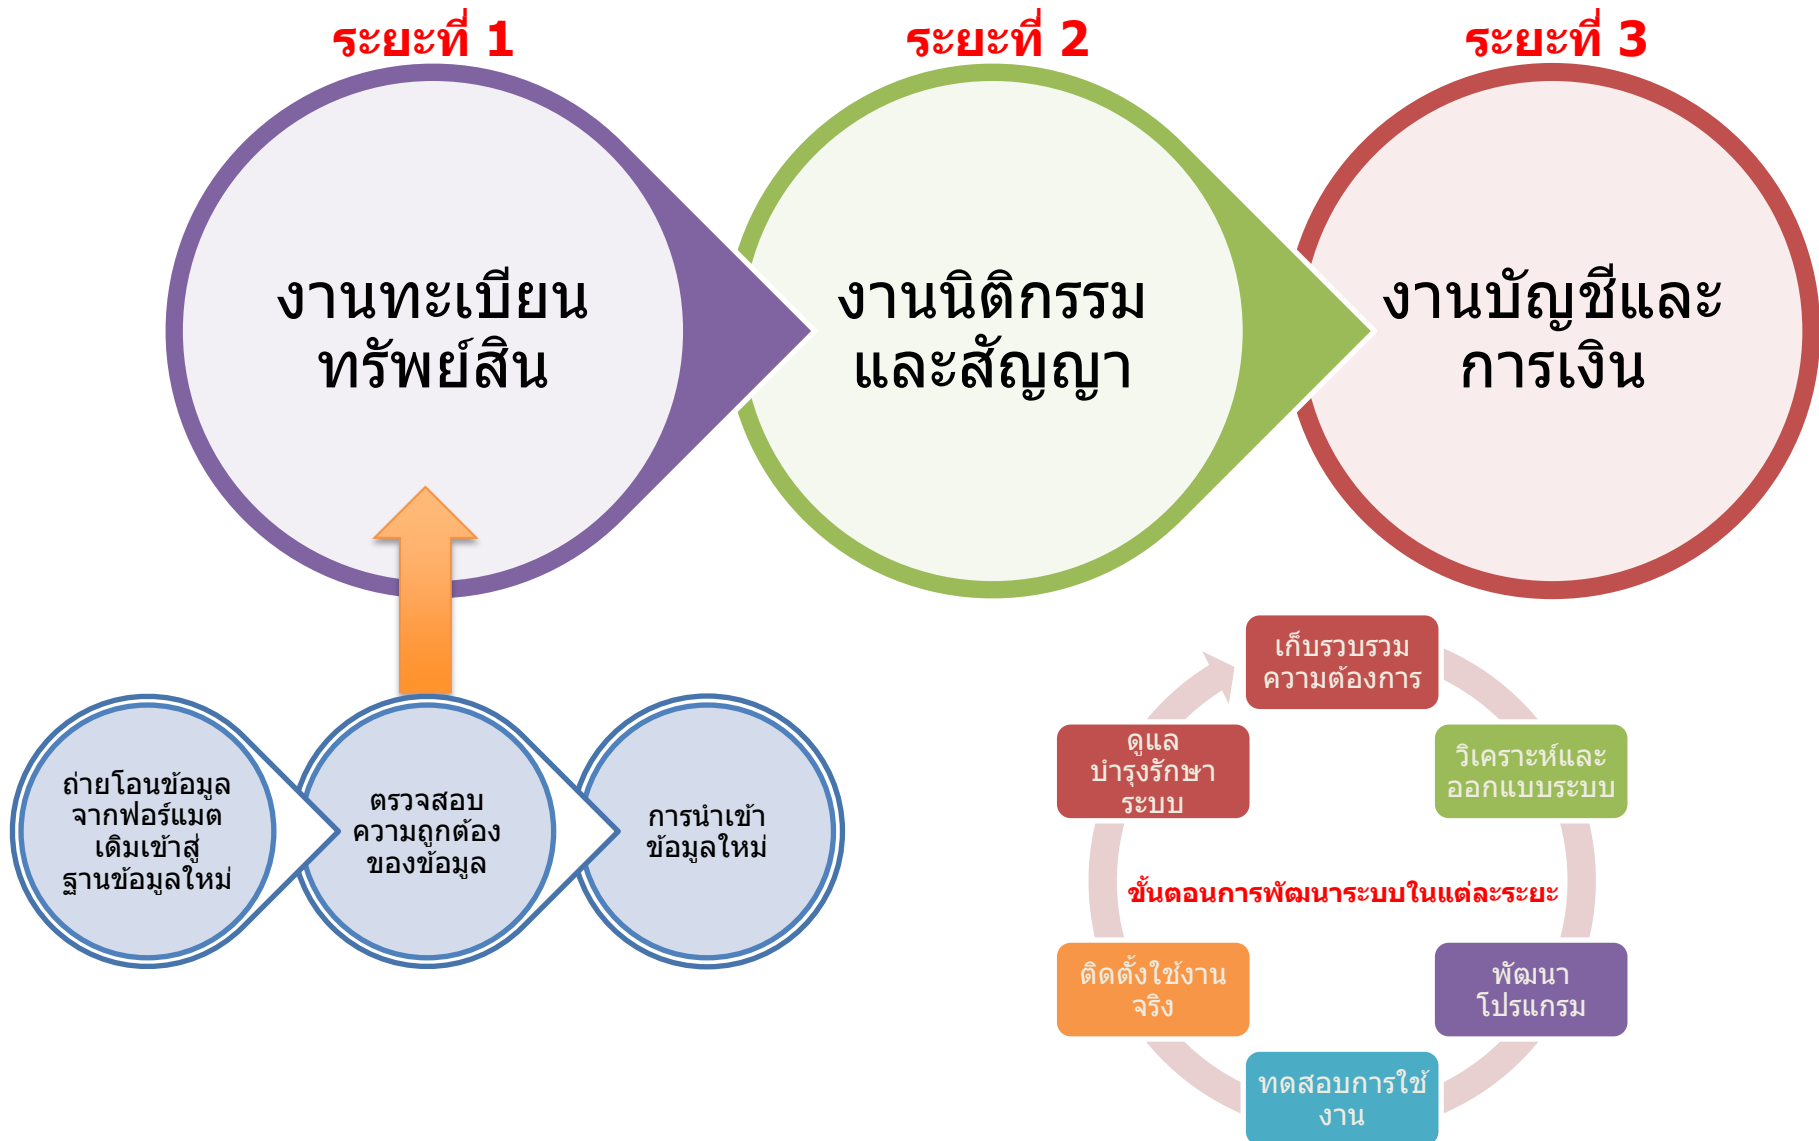 ระยะที่ 1
ระยะที่ 2
ระยะที่ 3
งานทะเบียน
ทรัพย์สิน
งานนิติกรรม
และสัญญา
งานบัญชีและ
การเงิน
ถ่ายโอนข้อมูล
จากฟอร์แมต
เดิมเข้าสู่
ฐานข้อมูลใหม่
ตรวจสอบ
ความถูกต้อง
ของข้อมูล
การนำเข้า
ข้อมูลใหม่
เก็บรวบรวม
ความต้องการ
วิเคราะห์และ
ออกแบบระบบ
พัฒนา
โปรแกรม
ทดสอบการใช้
งาน
ติดตั้งใช้งาน
จริง
ดูแล
บำรุงรักษา
ระบบ
ขั้นตอนการพัฒนาระบบในแต่ละระยะ